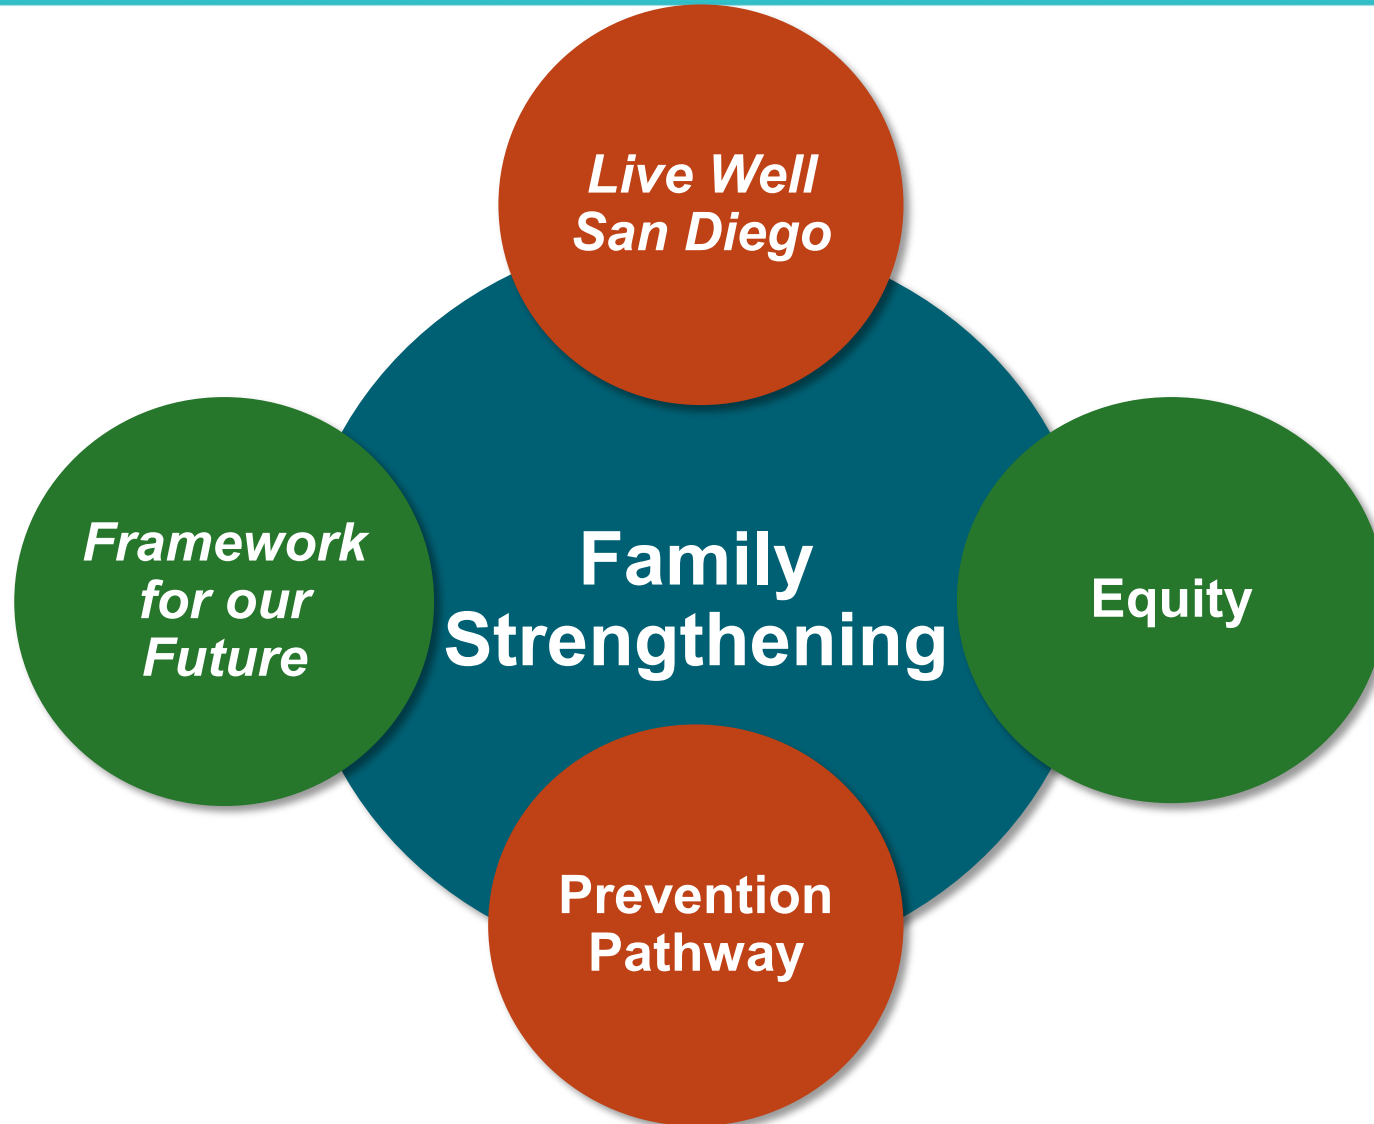 Live Well
San Diego
Framework
for our
Future
Family
Strengthening
Equity
Prevention
Pathway